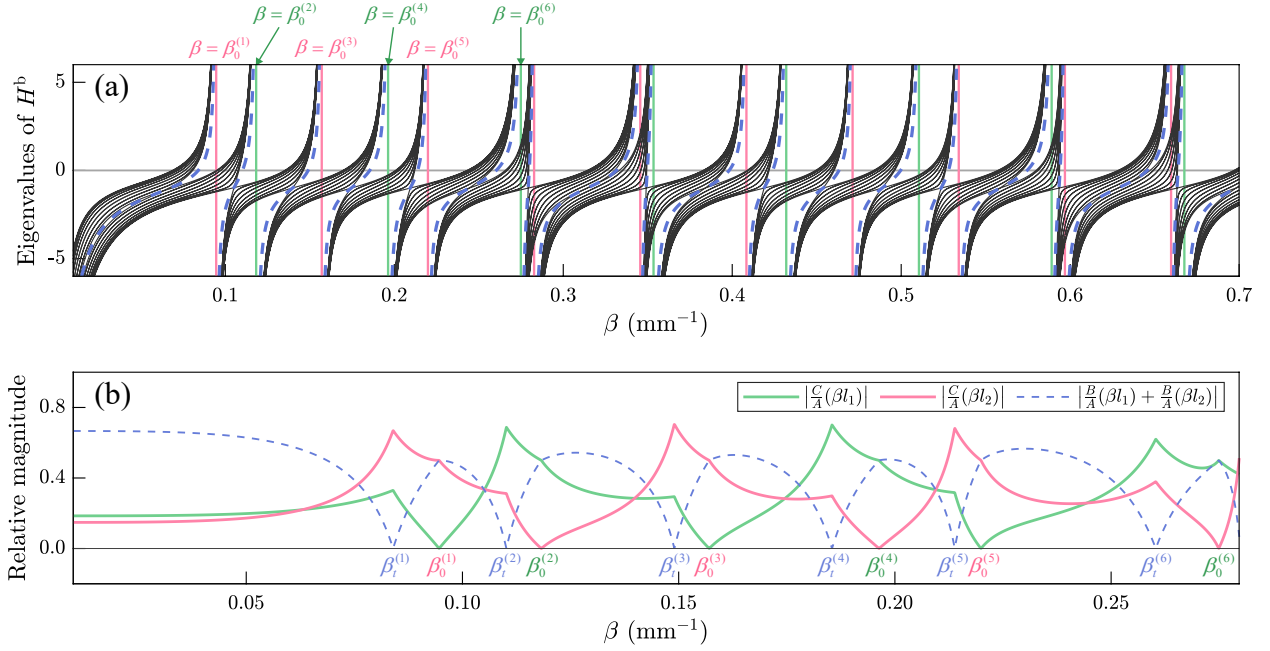 β = β₀⁽²⁾ β = β₀⁽⁴⁾ β = β₀⁽⁶⁾
β = β₀⁽¹⁾ β = β₀⁽³⁾ β = β₀⁽⁵⁾
(a)
Eigenvalues of Hᵇ
5
0
-5
0.1 0.2 0.3 0.4 0.5 0.6 0.7
β (mm⁻¹)
(b)
|C/A(βl₁)| |C/A(βl₂)| |B/A(βl₁) + B/A(βl₂)|
Relative magnitude
0.8
0.4
0.0
βₜ⁽¹⁾ β₀⁽¹⁾ βₜ⁽²⁾ β₀⁽²⁾ βₜ⁽³⁾ β₀⁽³⁾ βₜ⁽⁴⁾ β₀⁽⁴⁾ βₜ⁽⁵⁾ β₀⁽⁵⁾ βₜ⁽⁶⁾ β₀⁽⁶⁾
0.05 0.10 0.15 0.20 0.25
β (mm⁻¹)